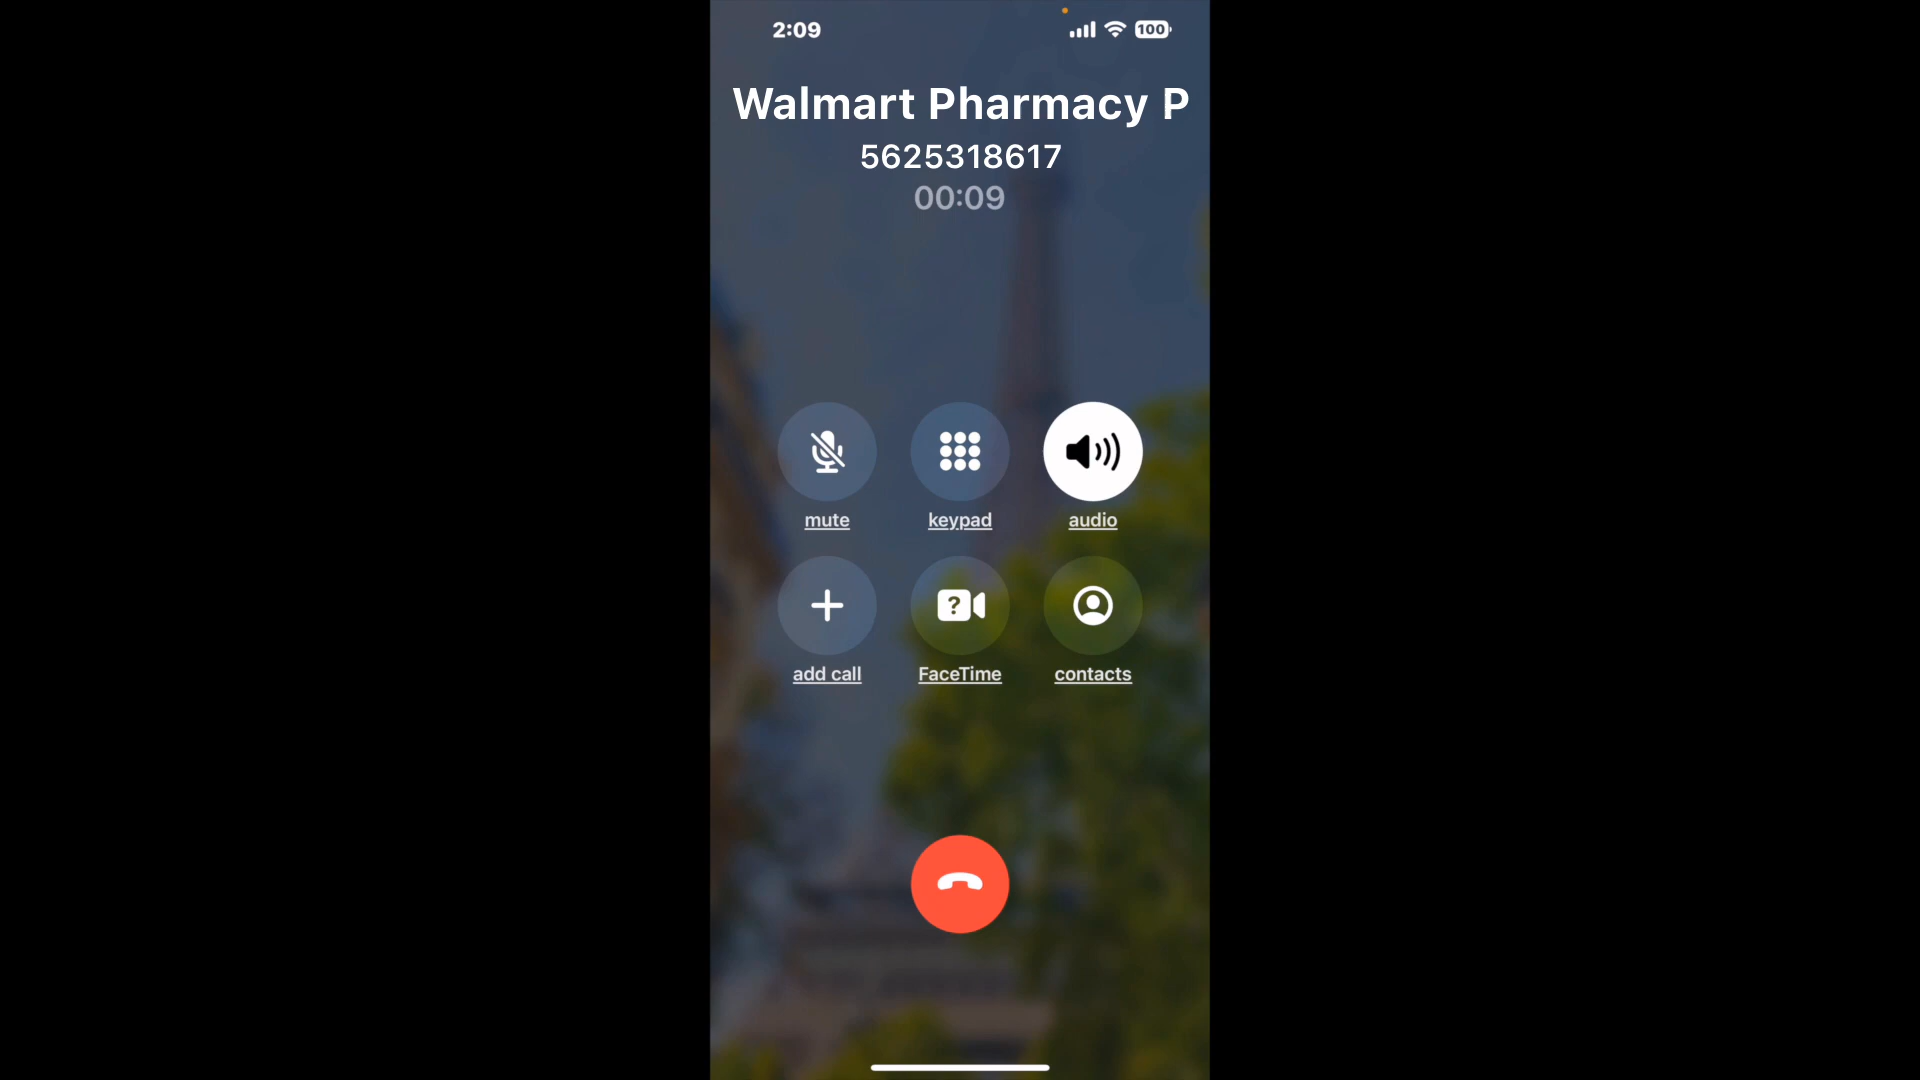 2:09
100
Walmart Pharmacy P
5625318617
00:09
mute
keypad
audio
?
add call
FaceTime
contacts